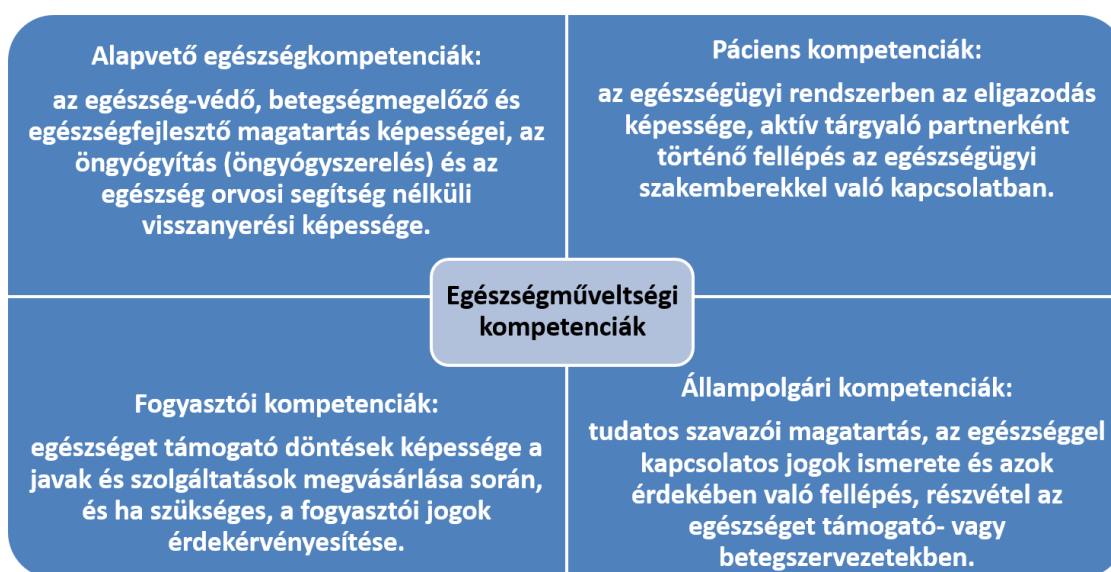 Alapvető egészségkompetenciák:
az egészség-védő, betegségmegelőző és
egészségfejlesztő magatartás képességei, az
öngyógyítás (öngyógyszerelés) és az
egészség orvosi segítség nélküli
visszanyerési képessége.
Páciens kompetenciák:
az egészségügyi rendszerben az eligazodás
képessége, aktív tárgyaló partnerként
történő fellépés az egészségügyi
szakemberekkel való kapcsolatban.
Egészségműveltségi
kompetenciák
Fogyasztói kompetenciák:
egészséget támogató döntések képessége a
javak és szolgáltatások megvásárlása során,
és ha szükséges, a fogyasztói jogok
érdekérvényesítése.
Állampolgári kompetenciák:
tudatos szavazói magatartás, az egészséggel
kapcsolatos jogok ismerete és azok
érdekében való fellépés, részvétel az
egészséget támogató- vagy
betegszervezetekben.